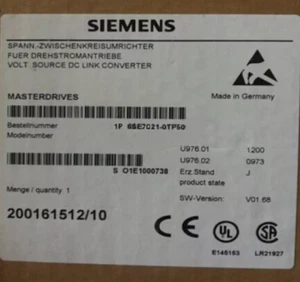 SIEMENS
SPANN.-ZWISCHENKREISUMRICHTER
FUER DREHSTROMANTRIEBE
VOLT. SOURCE DC LINK CONVERTER
MASTERDRIVES
Made in Germany
Bestellnummer 1P 6SE7021-0TP50
Modelnumber
U976.01 1200
U976.02 0973
S O1E1000738 Erz.Stand J
product state
Menge / quantity 1
SW-Version: V01.68
200161512/10
CE UL
E145153 LR21927